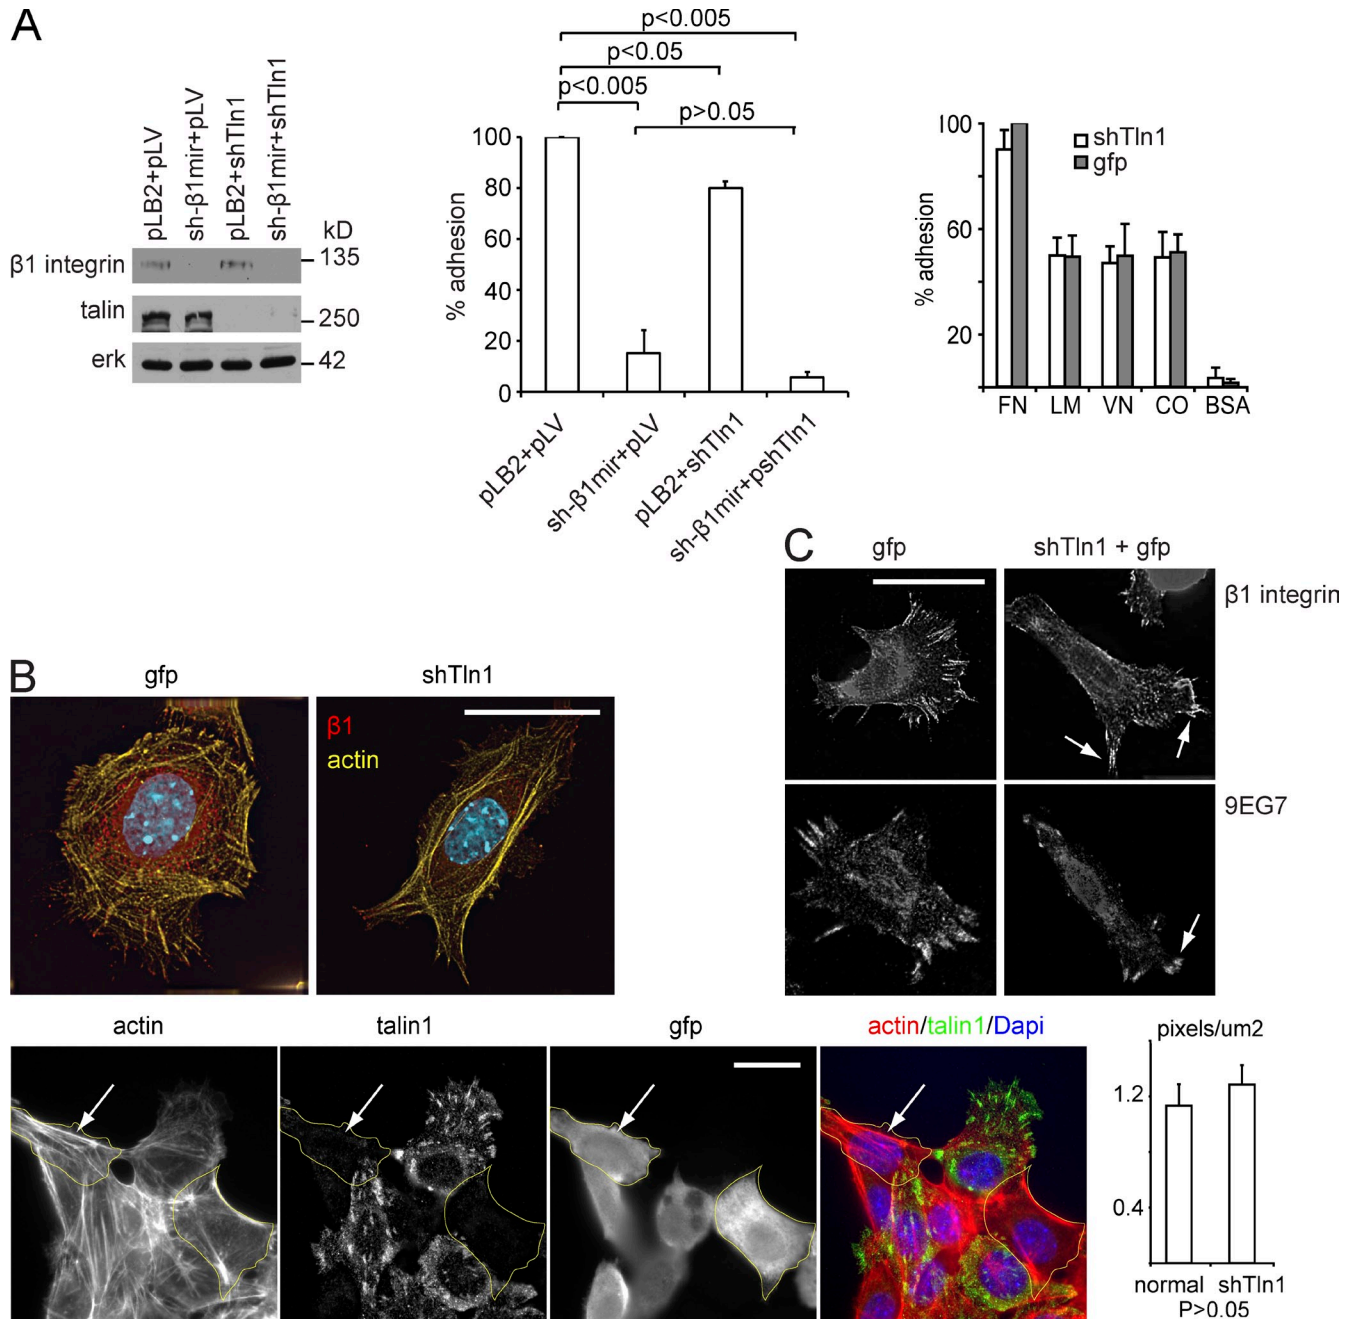 A
pLB2+pLV
sh-β1mir+pLV
pLB2+shTln1
sh-β1mir+shTln1
kD
β1 integrin
135
talin
250
erk
42
p<0.005
p<0.05
p<0.005
p>0.05
% adhesion
100
80
60
40
20
0
pLB2+pLV
sh-β1mir+pLV
pLB2+shTln1
sh-β1mir+pshTln1
% adhesion
100
60
20
shTln1
gfp
FN LM VN CO BSA
C
gfp shTln1 + gfp
β1 integrin
9EG7
B
gfp shTln1
β1
actin
actin talin1 gfp actin/talin1/Dapi
pixels/um2
1.2
0.4
normal shTln1
P>0.05